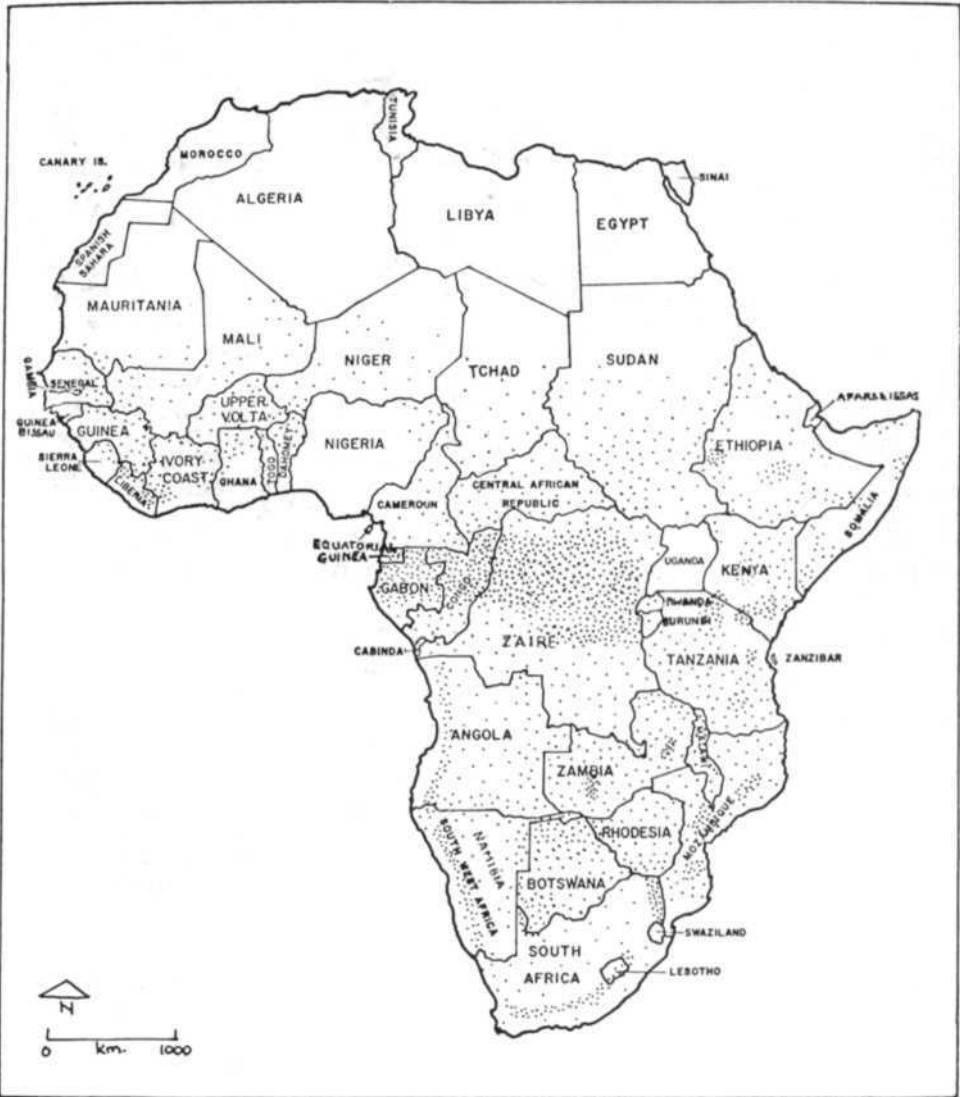 TUNISIA
MOROCCO
CANARY IS.
SINAI
ALGERIA
LIBYA
EGYPT
SPANISH
SAHARA
MAURITANIA
MALI
NIGER
TCHAD
SUDAN
GAMBIA
SENEGAL
AFARS & ISSAS
UPPER
VOLTA
GUINEA
BISSAU
GUINEA
NIGERIA
ETHIOPIA
SIERRA
LEONE
IVORY
COAST
GHANA
TOGO
DAHOMEY
LIBERIA
CENTRAL AFRICAN
REPUBLIC
CAMEROUN
SOMALIA
EQUATORIAL
GUINEA
UGANDA
KENYA
GABON
CONGO
RWANDA
BURUNDI
ZAIRE
CABINDA
TANZANIA
ZANZIBAR
ANGOLA
ZAMBIA
MOZAMBIQUE
RHODESIA
NAMIBIA
SOUTH WEST AFRICA
BOTSWANA
SWAZILAND
SOUTH
AFRICA
LESOTHO
N
0 km. 1000